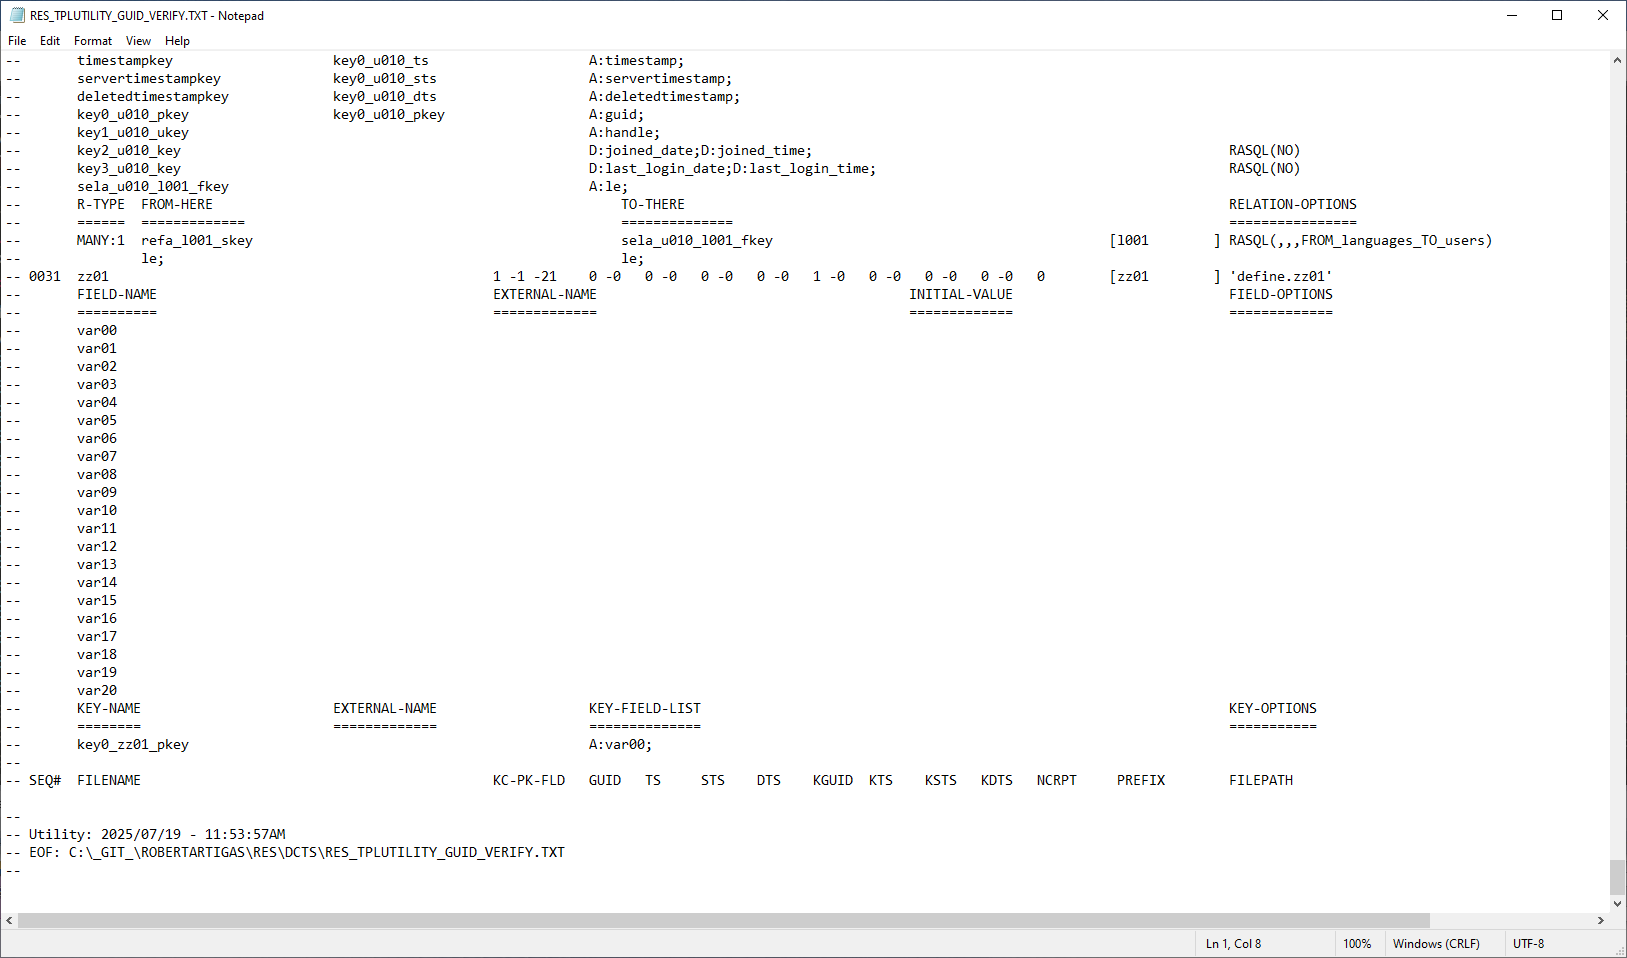 RES_TPLUTILITY_GUID_VERIFY.TXT - Notepad
File Edit Format View Help
-- timestampkey key0_u010_ts A:timestamp;
-- servertimestampkey key0_u010_sts A:servertimestamp;
-- deletedtimestampkey key0_u010_dts A:deletedtimestamp;
-- key0_u010_pkey key0_u010_pkey A:guid;
-- key1_u010_ukey A:handle;
-- key2_u010_key D:joined_date;D:joined_time; RASQL(NO)
-- key3_u010_key D:last_login_date;D:last_login_time; RASQL(NO)
-- sela_u010_l001_fkey A:le;
-- R-TYPE FROM-HERE TO-THERE RELATION-OPTIONS
-- ====== ============= ============== ================
-- MANY:1 refa_l001_skey sela_u010_l001_fkey [l001 ] RASQL(,,,FROM_languages_TO_users)
-- le; le;
-- 0031 zz01 1 -1 -21 0 -0 0 -0 0 -0 0 -0 1 -0 0 -0 0 -0 0 -0 0 [zz01 ] 'define.zz01'
-- FIELD-NAME EXTERNAL-NAME INITIAL-VALUE FIELD-OPTIONS
-- ========== ============= ============= =============
-- var00
-- var01
-- var02
-- var03
-- var04
-- var05
-- var06
-- var07
-- var08
-- var09
-- var10
-- var11
-- var12
-- var13
-- var14
-- var15
-- var16
-- var17
-- var18
-- var19
-- var20
-- KEY-NAME EXTERNAL-NAME KEY-FIELD-LIST KEY-OPTIONS
-- ======== ============= ============== ===========
-- key0_zz01_pkey A:var00;
--
-- SEQ# FILENAME KC-PK-FLD GUID TS STS DTS KGUID KTS KSTS KDTS NCRPT PREFIX FILEPATH
--
-- Utility: 2025/07/19 - 11:53:57AM
-- EOF: C:\_GIT_\ROBERTARTIGAS\RES\DCTS\RES_TPLUTILITY_GUID_VERIFY.TXT
--
Ln 1, Col 8 100% Windows (CRLF) UTF-8